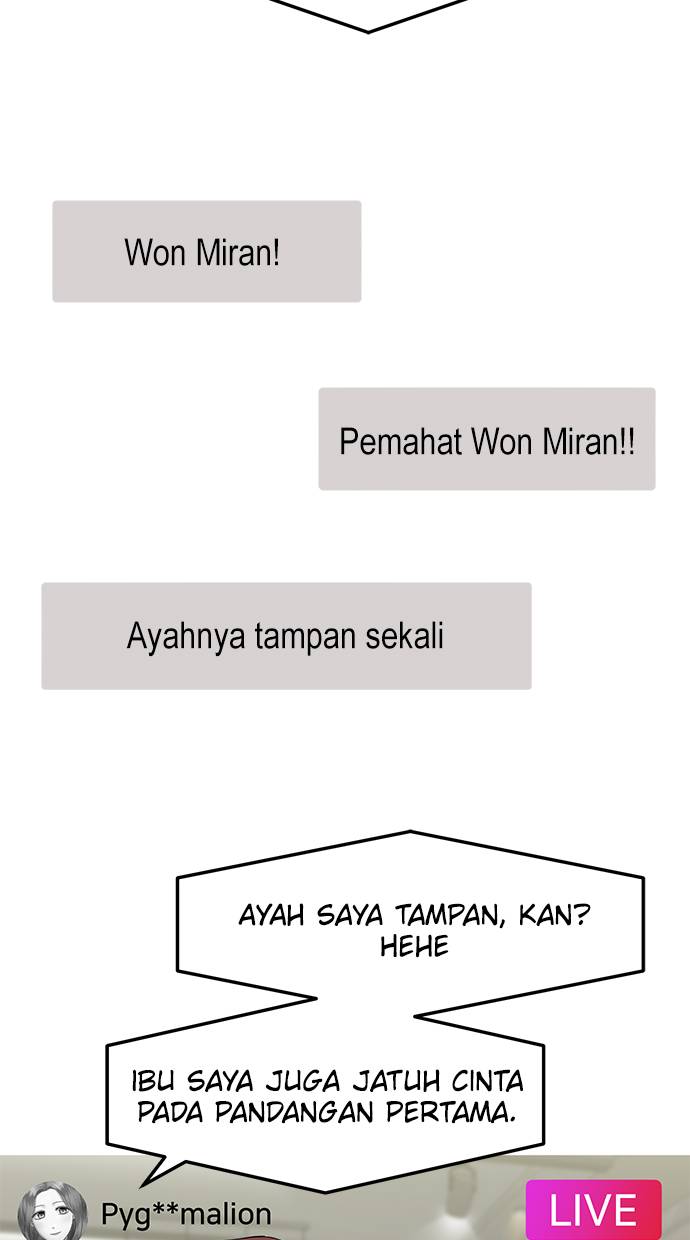 Won Miran!
Pemahat Won Miran!!
Ayahnya tampan sekali
AYAH SAYA TAMPAN, KAN?
HEHE
IBU SAYA JUGA JATUH CINTA
PADA PANDANGAN PERTAMA.
Pyg**malion
LIVE